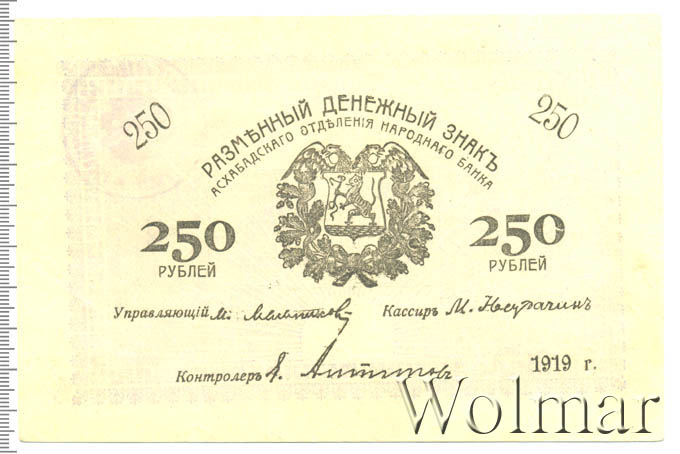 250
250
РАЗМѢННЫЙ ДЕНЕЖНЫЙ ЗНАКЪ
АСХАБАДСКАГО ОТДѢЛЕНІЯ НАРОДНАГО БАНКА
250
РУБЛЕЙ
250
РУБЛЕЙ
Управляющій М.
Кассиръ М.
Контролеръ
1919 г.
Wolmar